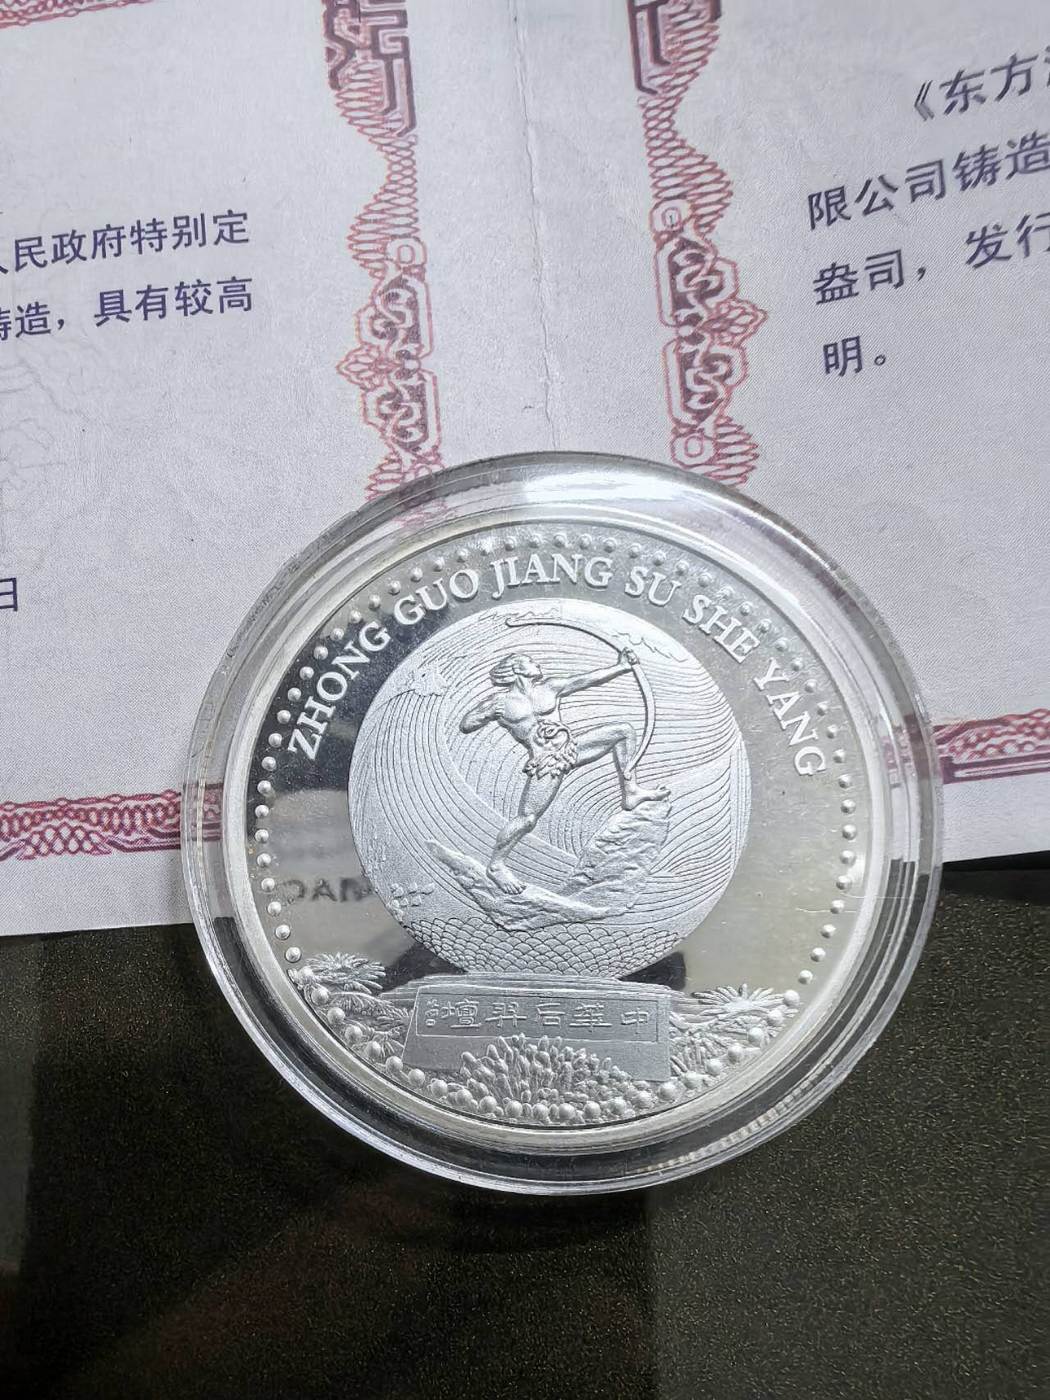 人民政府特别定
铸造，具有较高
日
《东方
限公司铸造
盎司，发行
明。
ZHONG GUO JIANG SU SHE YANG
壇羿后華中